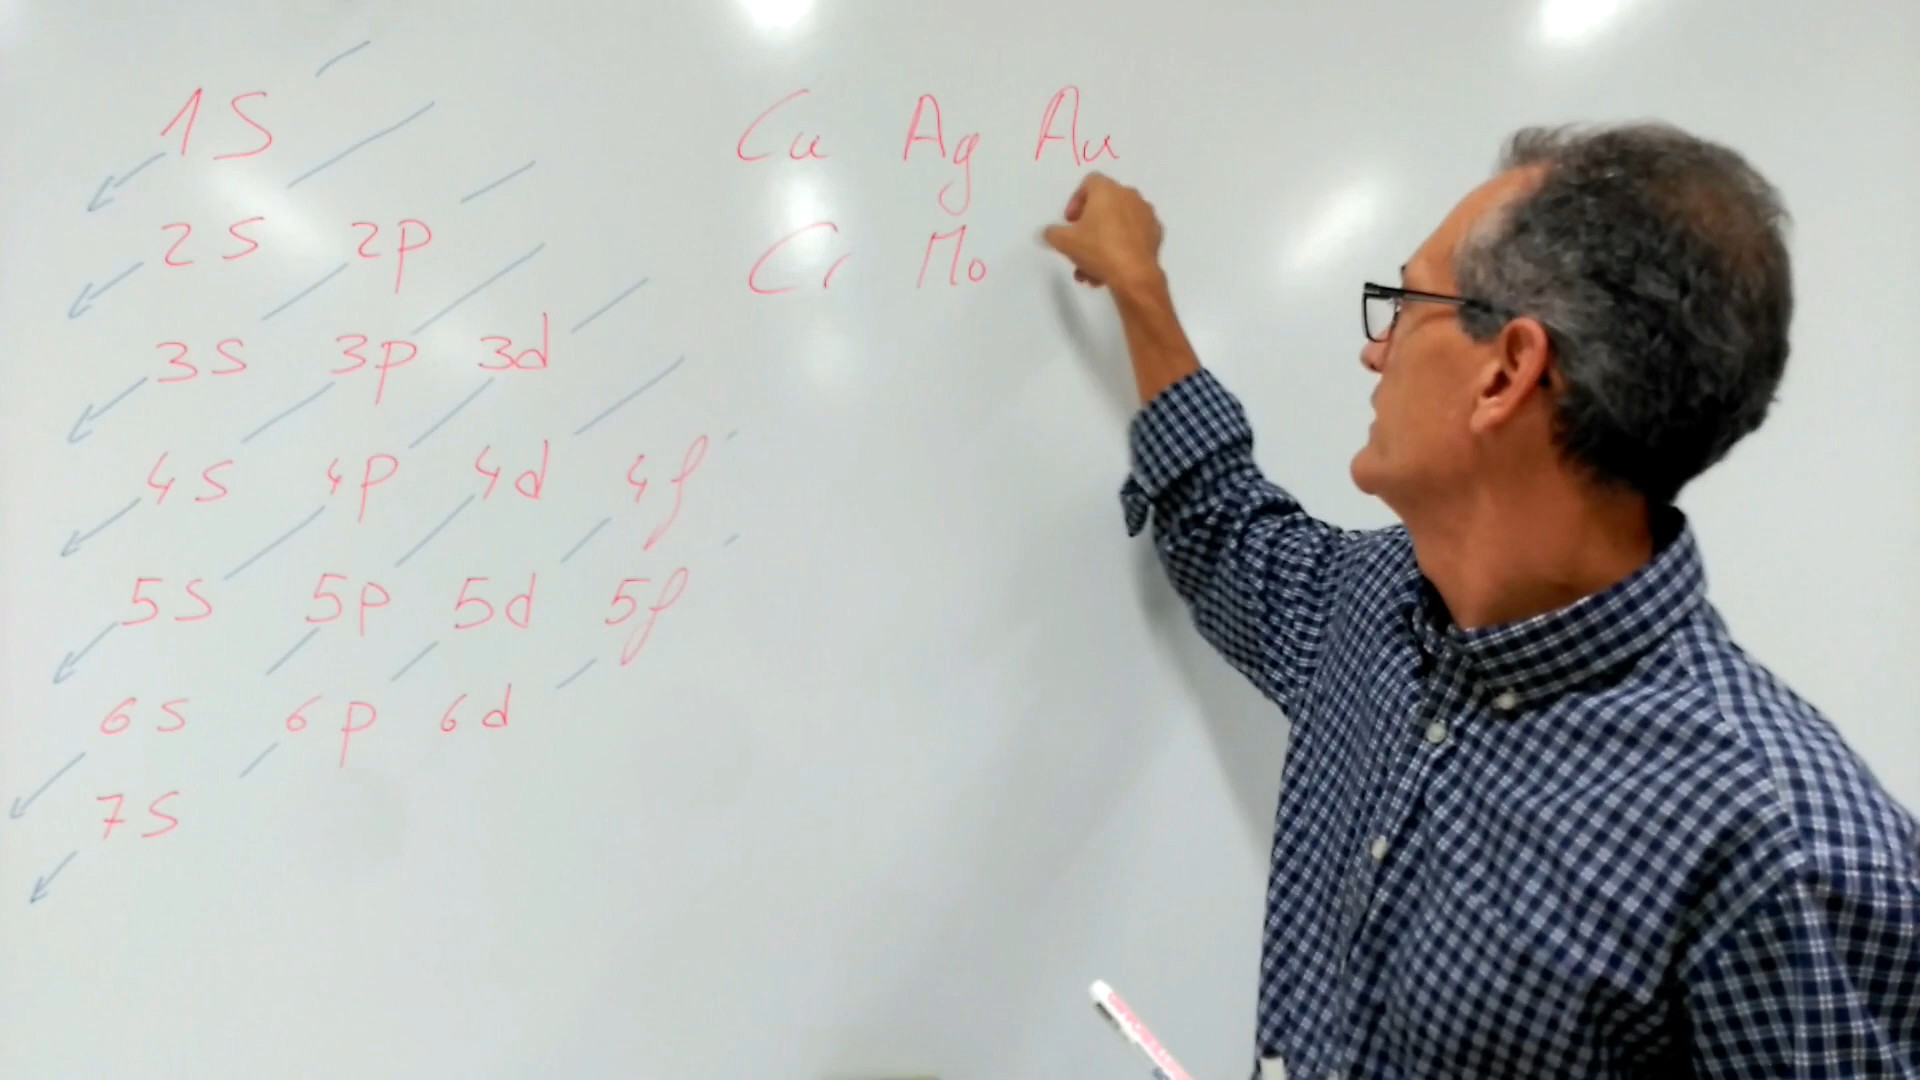 1s
2s 2p
3s 3p 3d
4s 4p 4d 4f
5s 5p 5d 5f
6s 6p 6d
7s
Cu Ag Au
Cr Mo